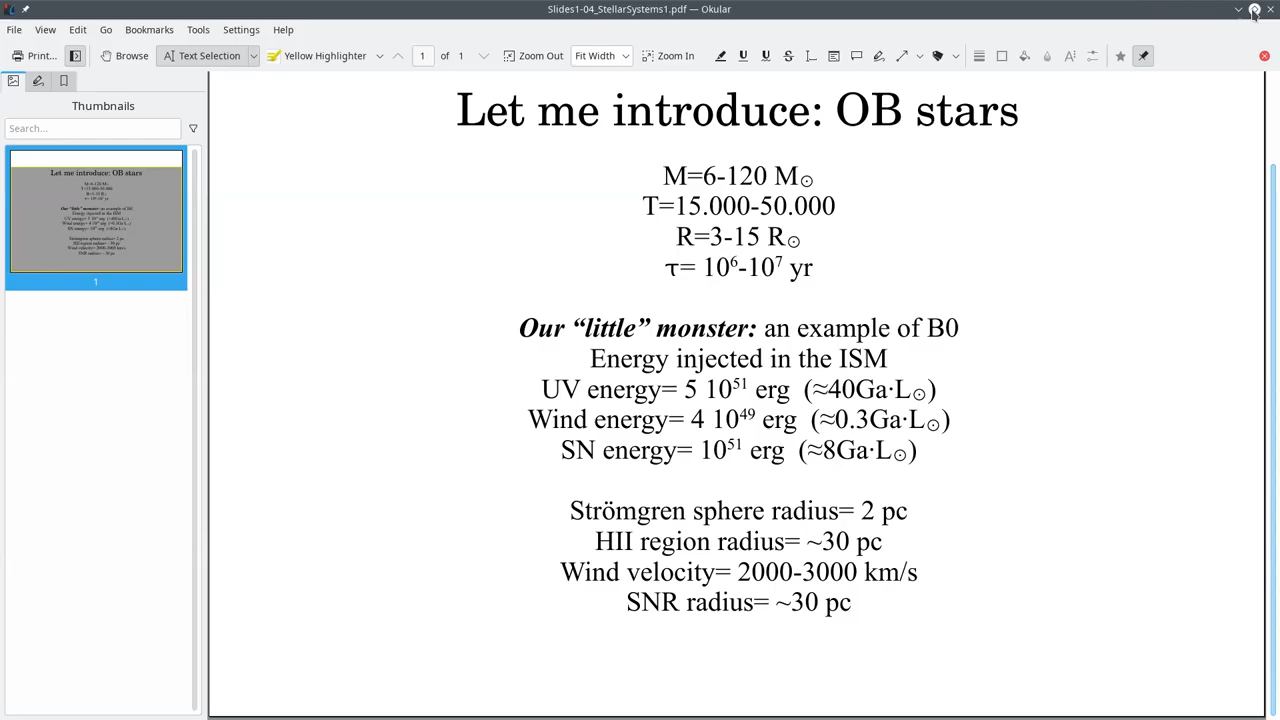 Slides1-04_StellarSystems1.pdf — Okular
File View Edit Go Bookmarks Tools Settings Help
Print... Browse Text Selection Yellow Highlighter 1 of 1 Zoom Out Fit Width Zoom In
Thumbnails
Search...
Let me introduce: OB stars
M=6-120 M☉
T=15.000-50.000
R=3-15 R☉
τ= 10⁶-10⁷ yr
Our “little” monster: an example of B0
Energy injected in the ISM
UV energy= 5 10⁵¹ erg (≈40Ga·L☉)
Wind energy= 4 10⁴⁹ erg (≈0.3Ga·L☉)
SN energy= 10⁵¹ erg (≈8Ga·L☉)
Strömgren sphere radius= 2 pc
HII region radius= ~30 pc
Wind velocity= 2000-3000 km/s
SNR radius= ~30 pc
1